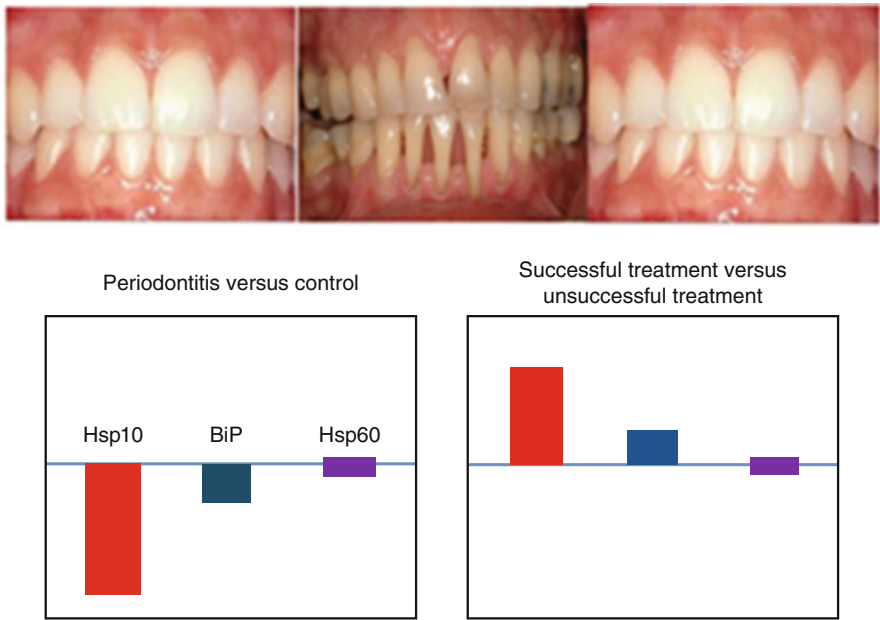 Periodontitis versus control
Successful treatment versus
unsuccessful treatment
Hsp10
BiP
Hsp60